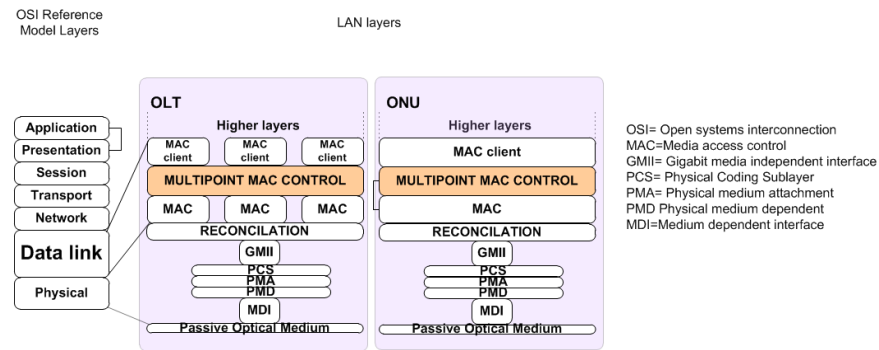 OSI Reference
Model Layers
LAN layers
Application
Presentation
Session
Transport
Network
Data link
Physical
OLT
Higher layers
MAC client
MAC client
MAC client
MULTIPOINT MAC CONTROL
MAC
MAC
MAC
RECONCILATION
GMII
PCS
PMA
PMD
MDI
Passive Optical Medium
ONU
Higher layers
MAC client
MULTIPOINT MAC CONTROL
MAC
RECONCILATION
GMII
PCS
PMA
PMD
MDI
Passive Optical Medium
OSI= Open systems interconnection
MAC=Media access control
GMII= Gigabit media independent interface
PCS= Physical Coding Sublayer
PMA= Physical medium attachment
PMD Physical medium dependent
MDI=Medium dependent interface